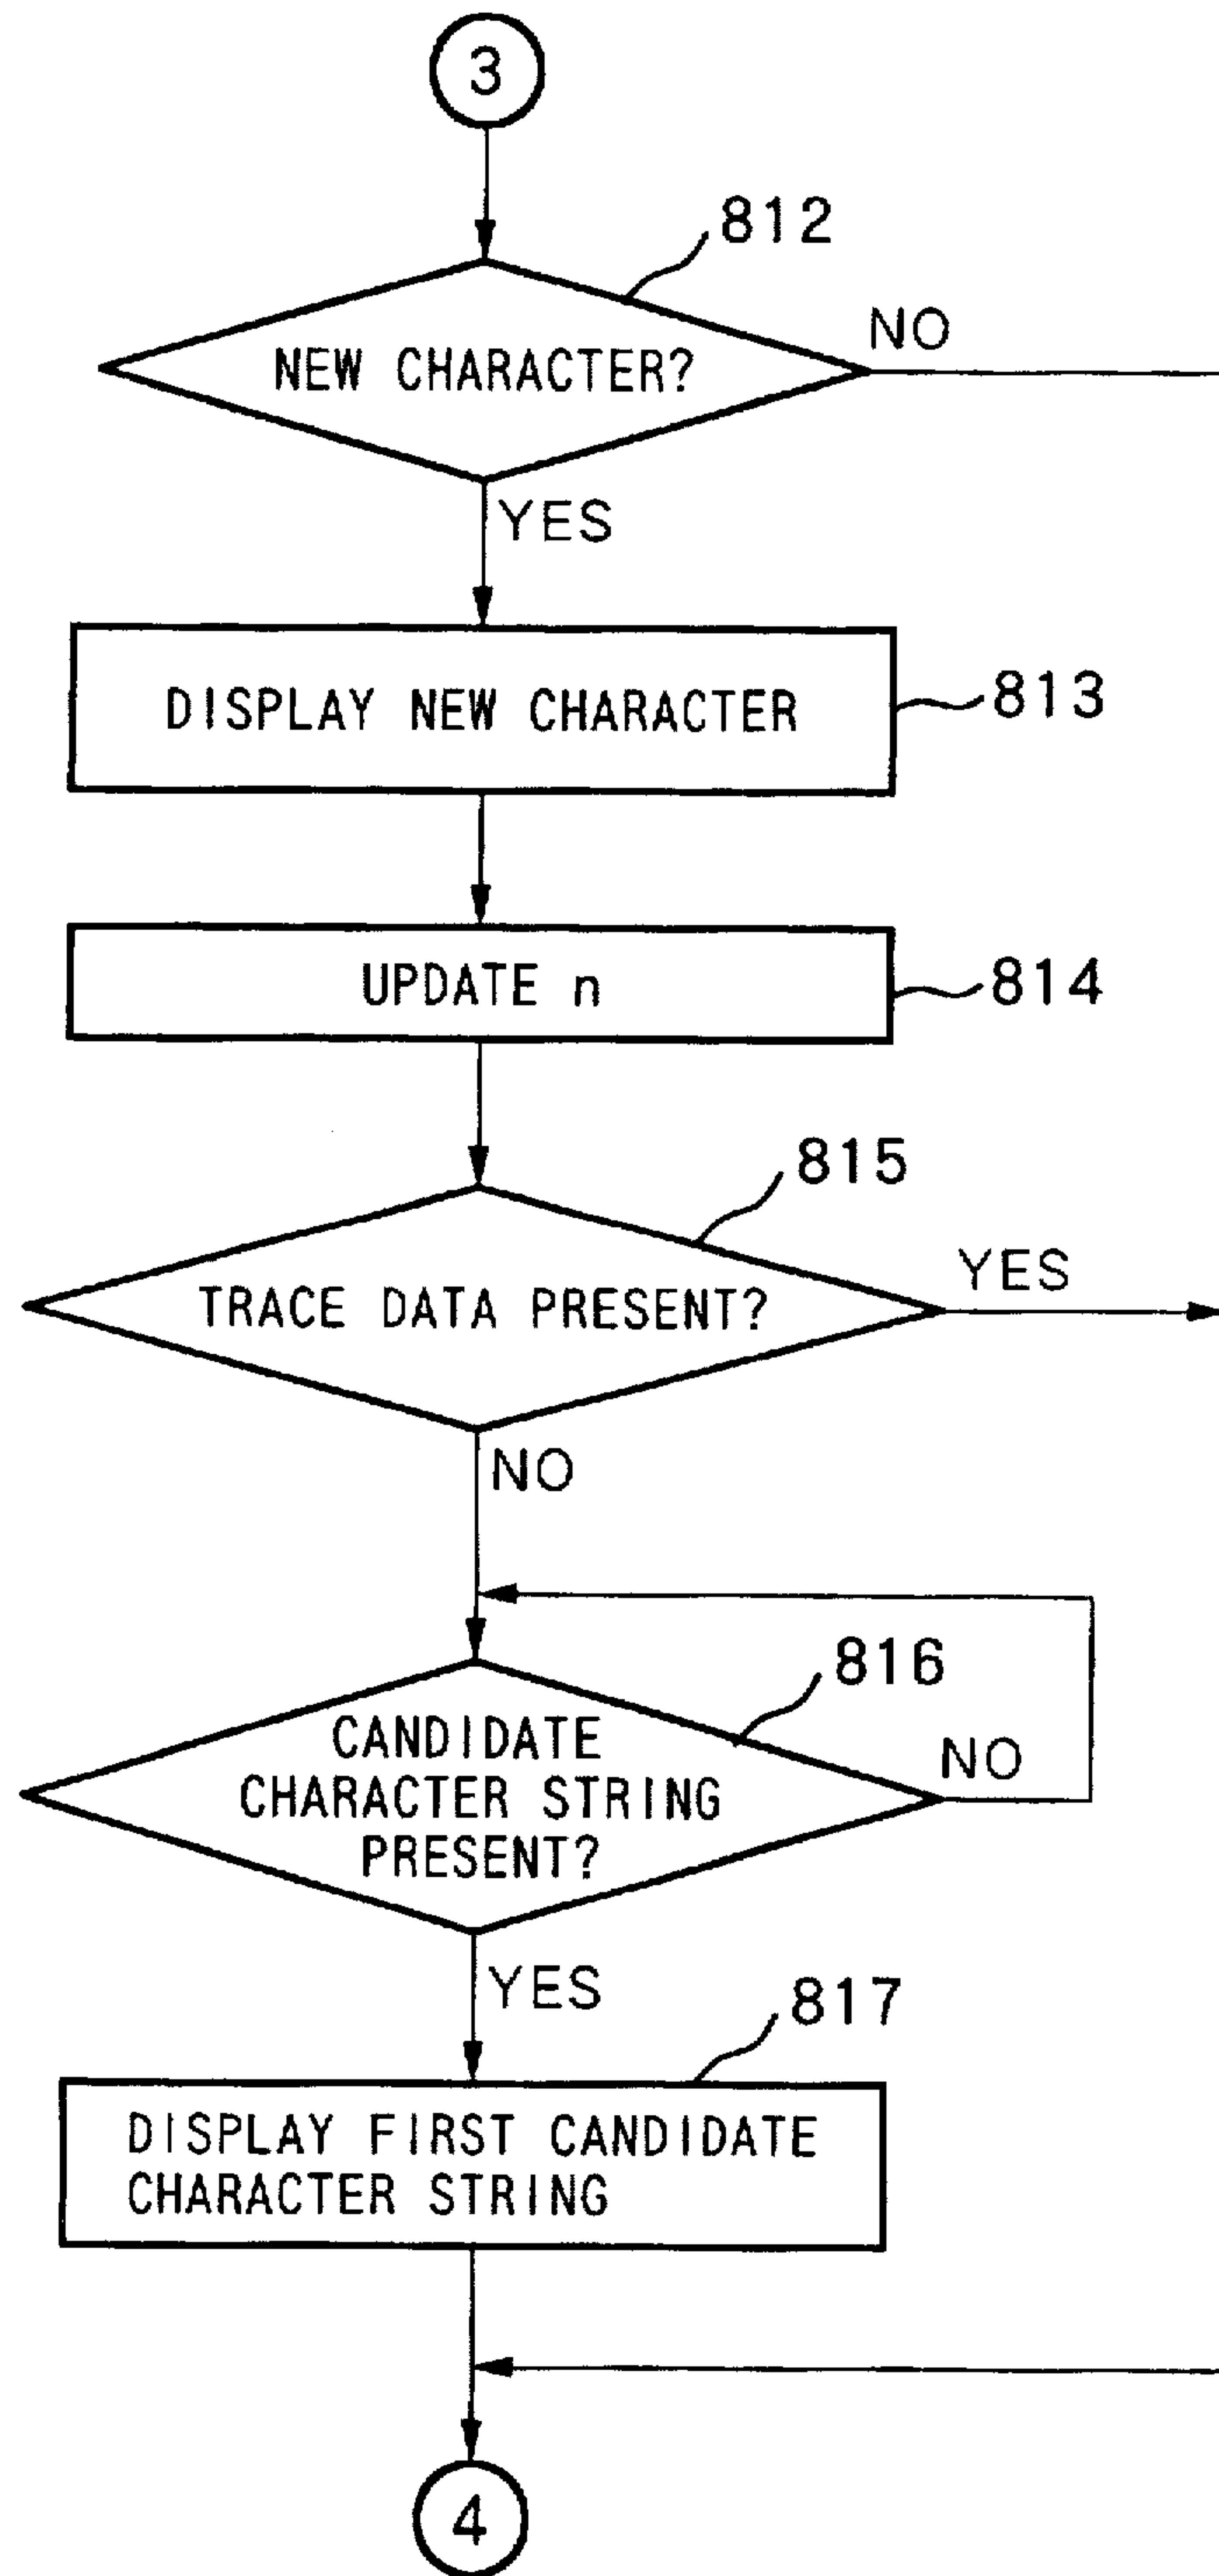 3
812
NEW CHARACTER?
NO
YES
DISPLAY NEW CHARACTER
813
UPDATE n
814
815
TRACE DATA PRESENT?
YES
NO
816
CANDIDATE
CHARACTER STRING
PRESENT?
NO
YES
817
DISPLAY FIRST CANDIDATE
CHARACTER STRING
4